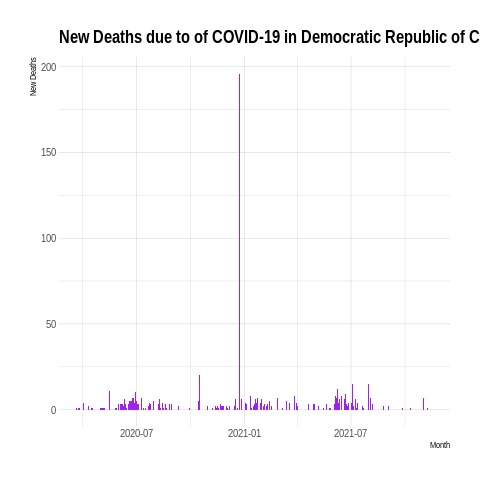 New Deaths due to of COVID-19 in Democratic Republic of C
New Deaths
200
150
100
50
0
2020-07
2021-01
2021-07
Month